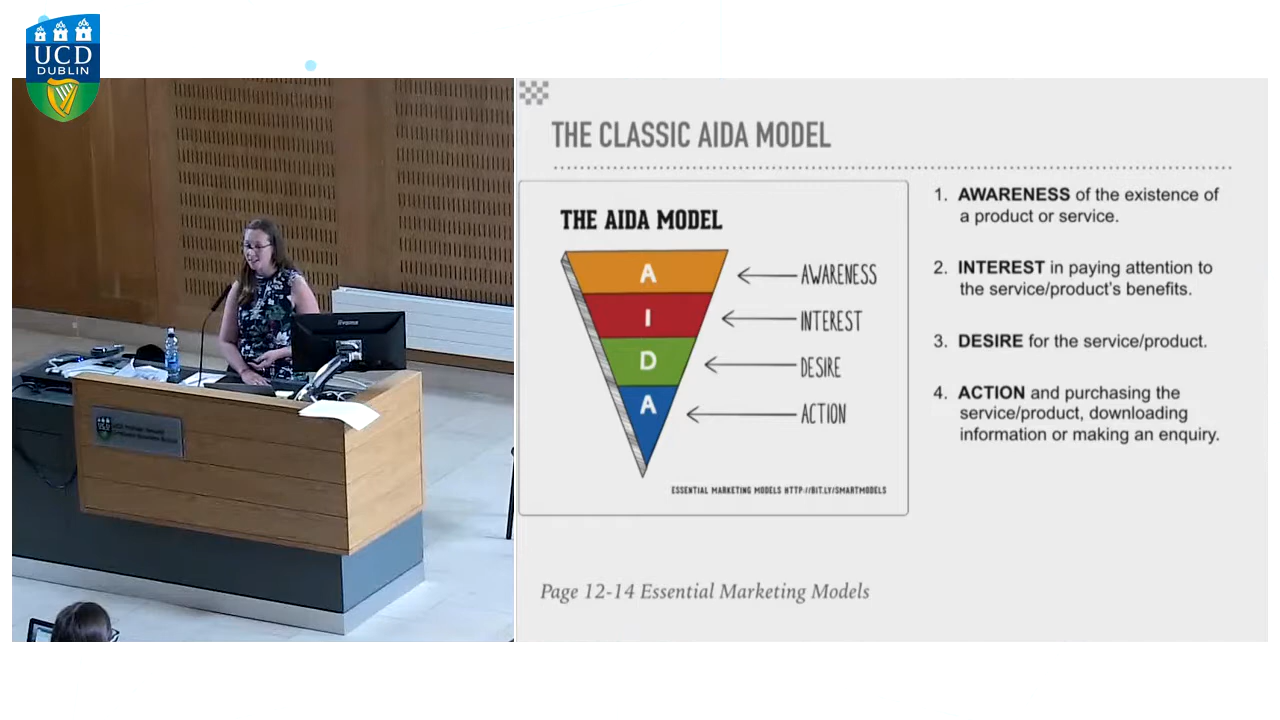 UCD
DUBLIN
THE CLASSIC AIDA MODEL
THE AIDA MODEL
A
I
D
A
AWARENESS
INTEREST
DESIRE
ACTION
ESSENTIAL MARKETING MODELS HTTP://BIT.LY/SMARTMODELS
1. AWARENESS of the existence of
a product or service.
2. INTEREST in paying attention to
the service/product's benefits.
3. DESIRE for the service/product.
4. ACTION and purchasing the
service/product, downloading
information or making an enquiry.
Page 12-14 Essential Marketing Models